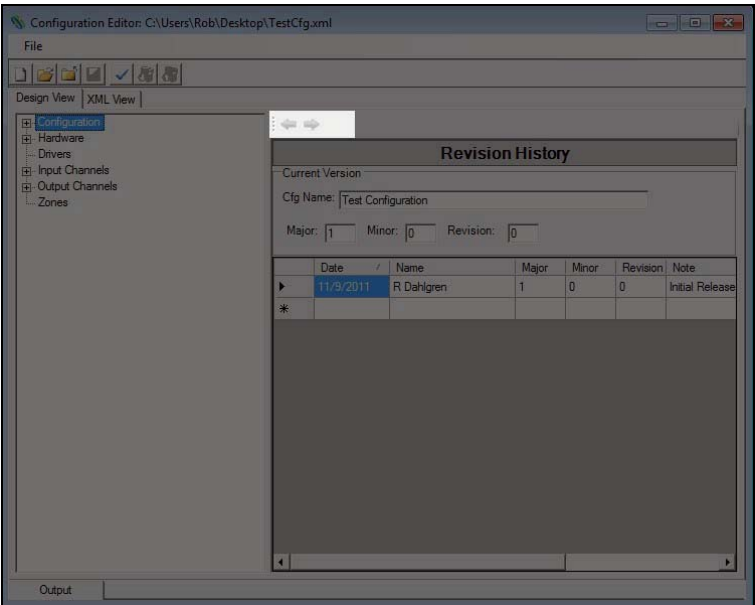 Configuration Editor: C:\Users\Rob\Desktop\TestCfg.xml
File
Design View XML View
Configuration
Hardware
Drivers
Input Channels
Output Channels
Zones
Revision History
Current Version
Cfg Name: Test Configuration
Major: 1 Minor: 0 Revision: 0
Date Name Major Minor Revision Note
11/9/2011 R Dahlgren 1 0 0 Initial Release
Output